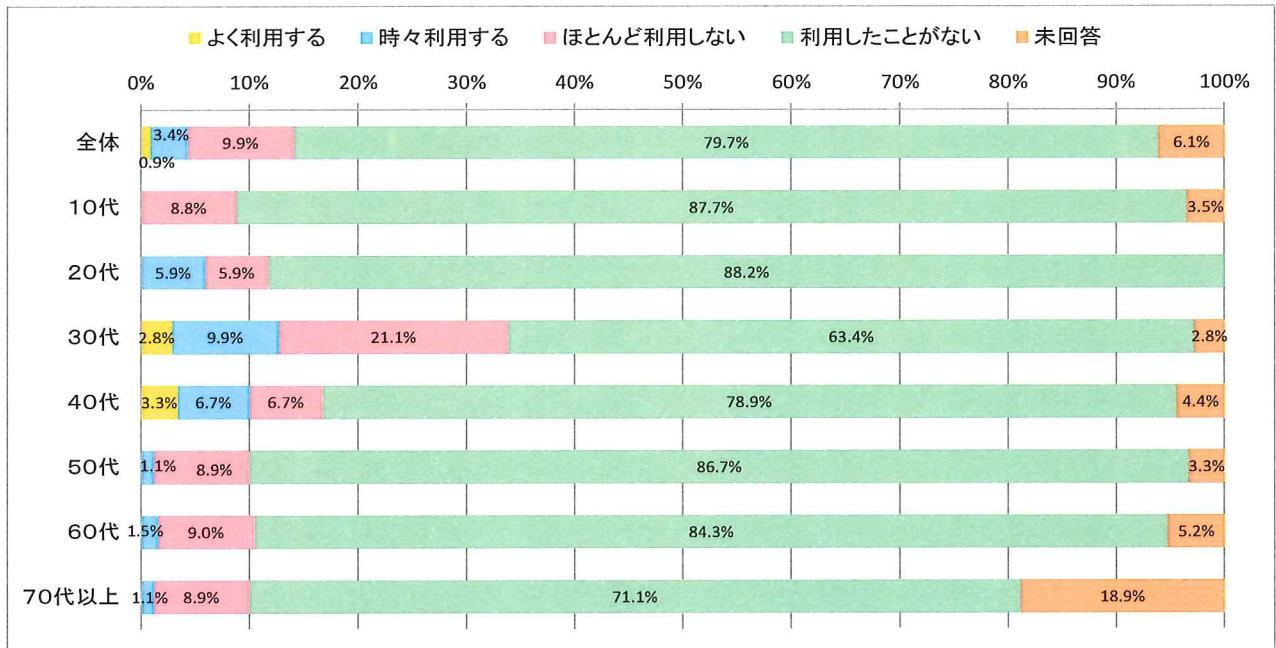 よく利用する 時々利用する ほとんど利用しない 利用したことがない 未回答
0% 10% 20% 30% 40% 50% 60% 70% 80% 90% 100%
全体 0.9% 3.4% 9.9% 79.7% 6.1%
10代 8.8% 87.7% 3.5%
20代 5.9% 5.9% 88.2%
30代 2.8% 9.9% 21.1% 63.4% 2.8%
40代 3.3% 6.7% 6.7% 78.9% 4.4%
50代 1.1% 8.9% 86.7% 3.3%
60代 1.5% 9.0% 84.3% 5.2%
70代以上 1.1% 8.9% 71.1% 18.9%